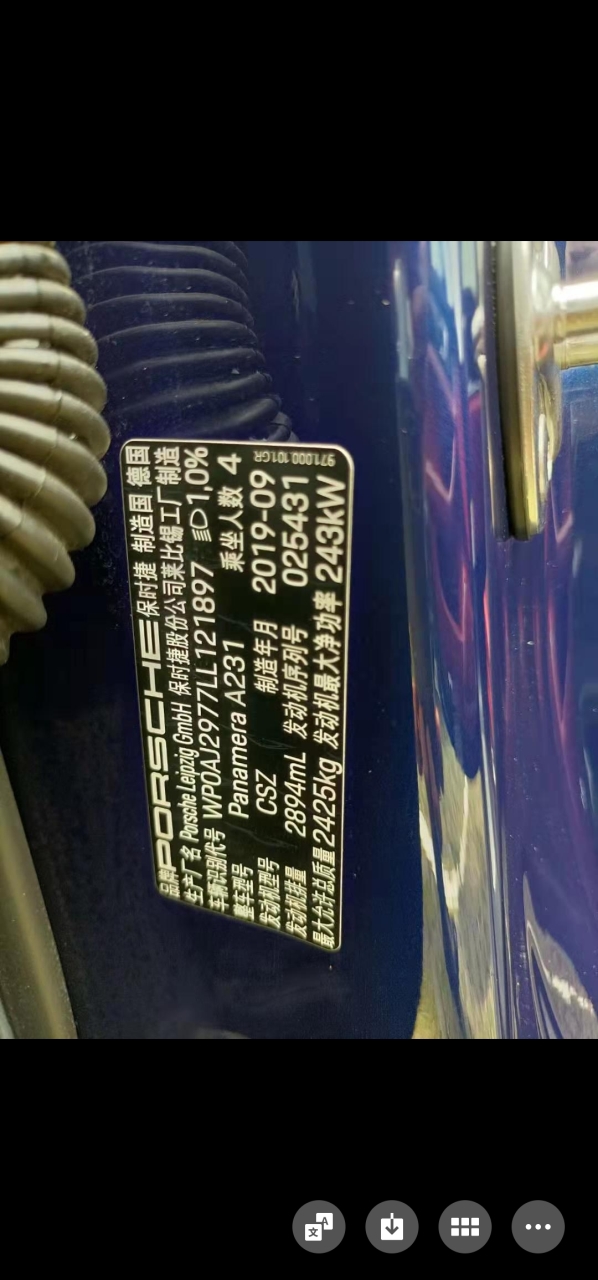 品牌 PORSCHE 保时捷 制造国 德国
生产厂名 Porsche Leipzig GmbH 保时捷股份公司莱比锡工厂制造
车辆识别代号 WP0AJ2977LL121897 1,0%
整车型号 Panamera A231 乘坐人数 4
发动机型号 CSZ 制造年月 2019-09
发动机排量 2894mL 发动机序列号 025431
最大允许总质量 2425kg 发动机最大净功率 243kW
971.000.101GR